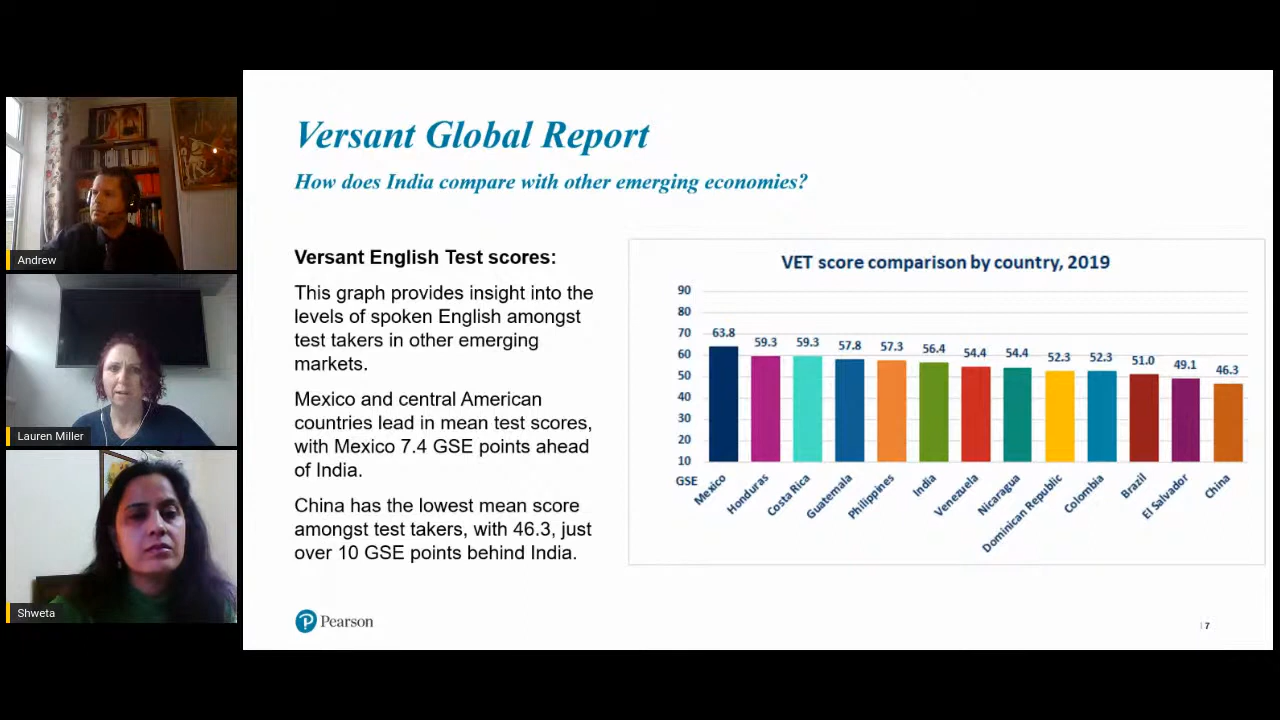 Andrew
Lauren Miller
Shweta
Versant Global Report
How does India compare with other emerging economies?
Versant English Test scores:
This graph provides insight into the
levels of spoken English amongst
test takers in other emerging
markets.
Mexico and central American
countries lead in mean test scores,
with Mexico 7.4 GSE points ahead
of India.
China has the lowest mean score
amongst test takers, with 46.3, just
over 10 GSE points behind India.
VET score comparison by country, 2019
90
80
70
60
50
40
30
20
10
GSE
63.8
59.3
59.3
57.8
57.3
56.4
54.4
54.4
52.3
52.3
51.0
49.1
46.3
Mexico
Honduras
Costa Rica
Guatemala
Philippines
India
Venezuela
Nicaragua
Dominican Republic
Colombia
Brazil
El Salvador
China
P Pearson
| 7